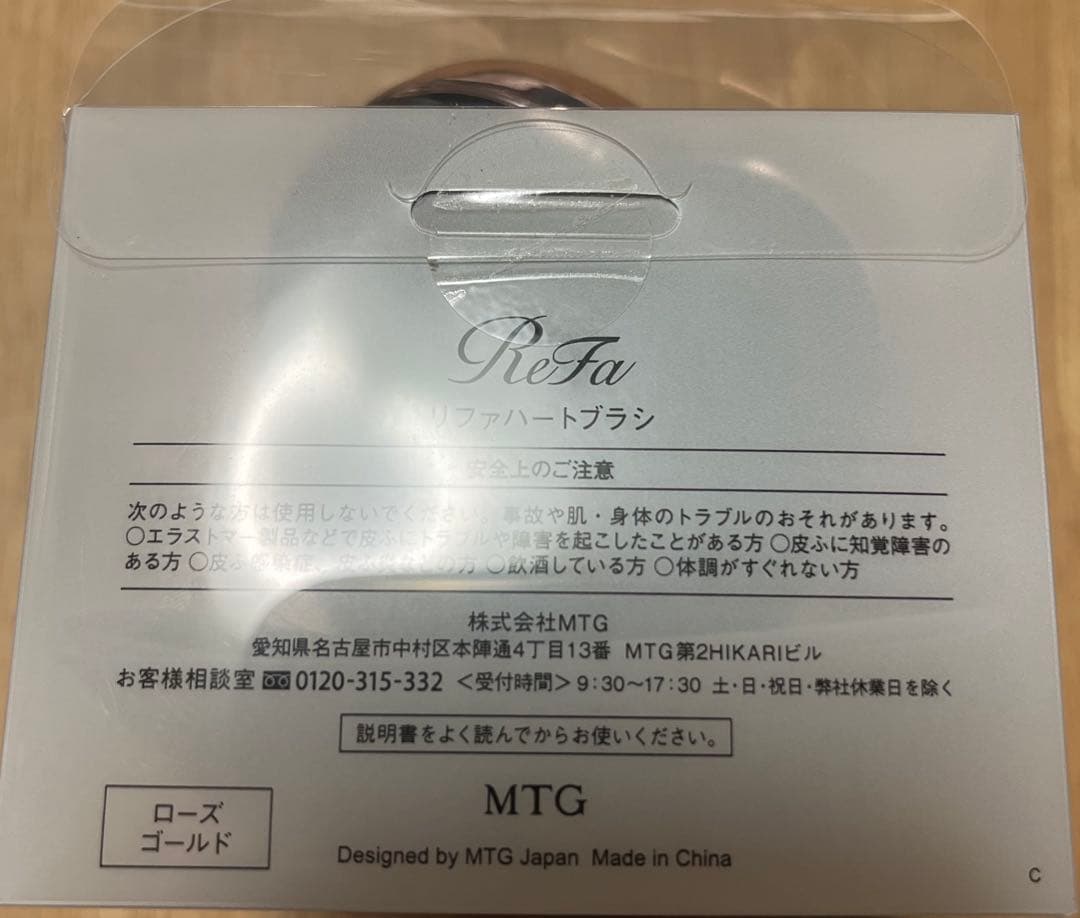 ReFa
リファハートブラシ
安全上のご注意
次のような方は使用しないでください。事故や肌・身体のトラブルのおそれがあります。
○エラストマー製品などで皮ふにトラブルや障害を起こしたことがある方 ○皮ふに知覚障害の
ある方 ○皮ふ感染症、皮ふ炎などの方 ○飲酒している方 ○体調がすぐれない方
株式会社MTG
愛知県名古屋市中村区本陣通4丁目13番 MTG第2HIKARIビル
お客様相談室 0120-315-332 <受付時間> 9:30〜17:30 土・日・祝日・弊社休業日を除く
説明書をよく読んでからお使いください。
ローズ
ゴールド
MTG
Designed by MTG Japan Made in China
C